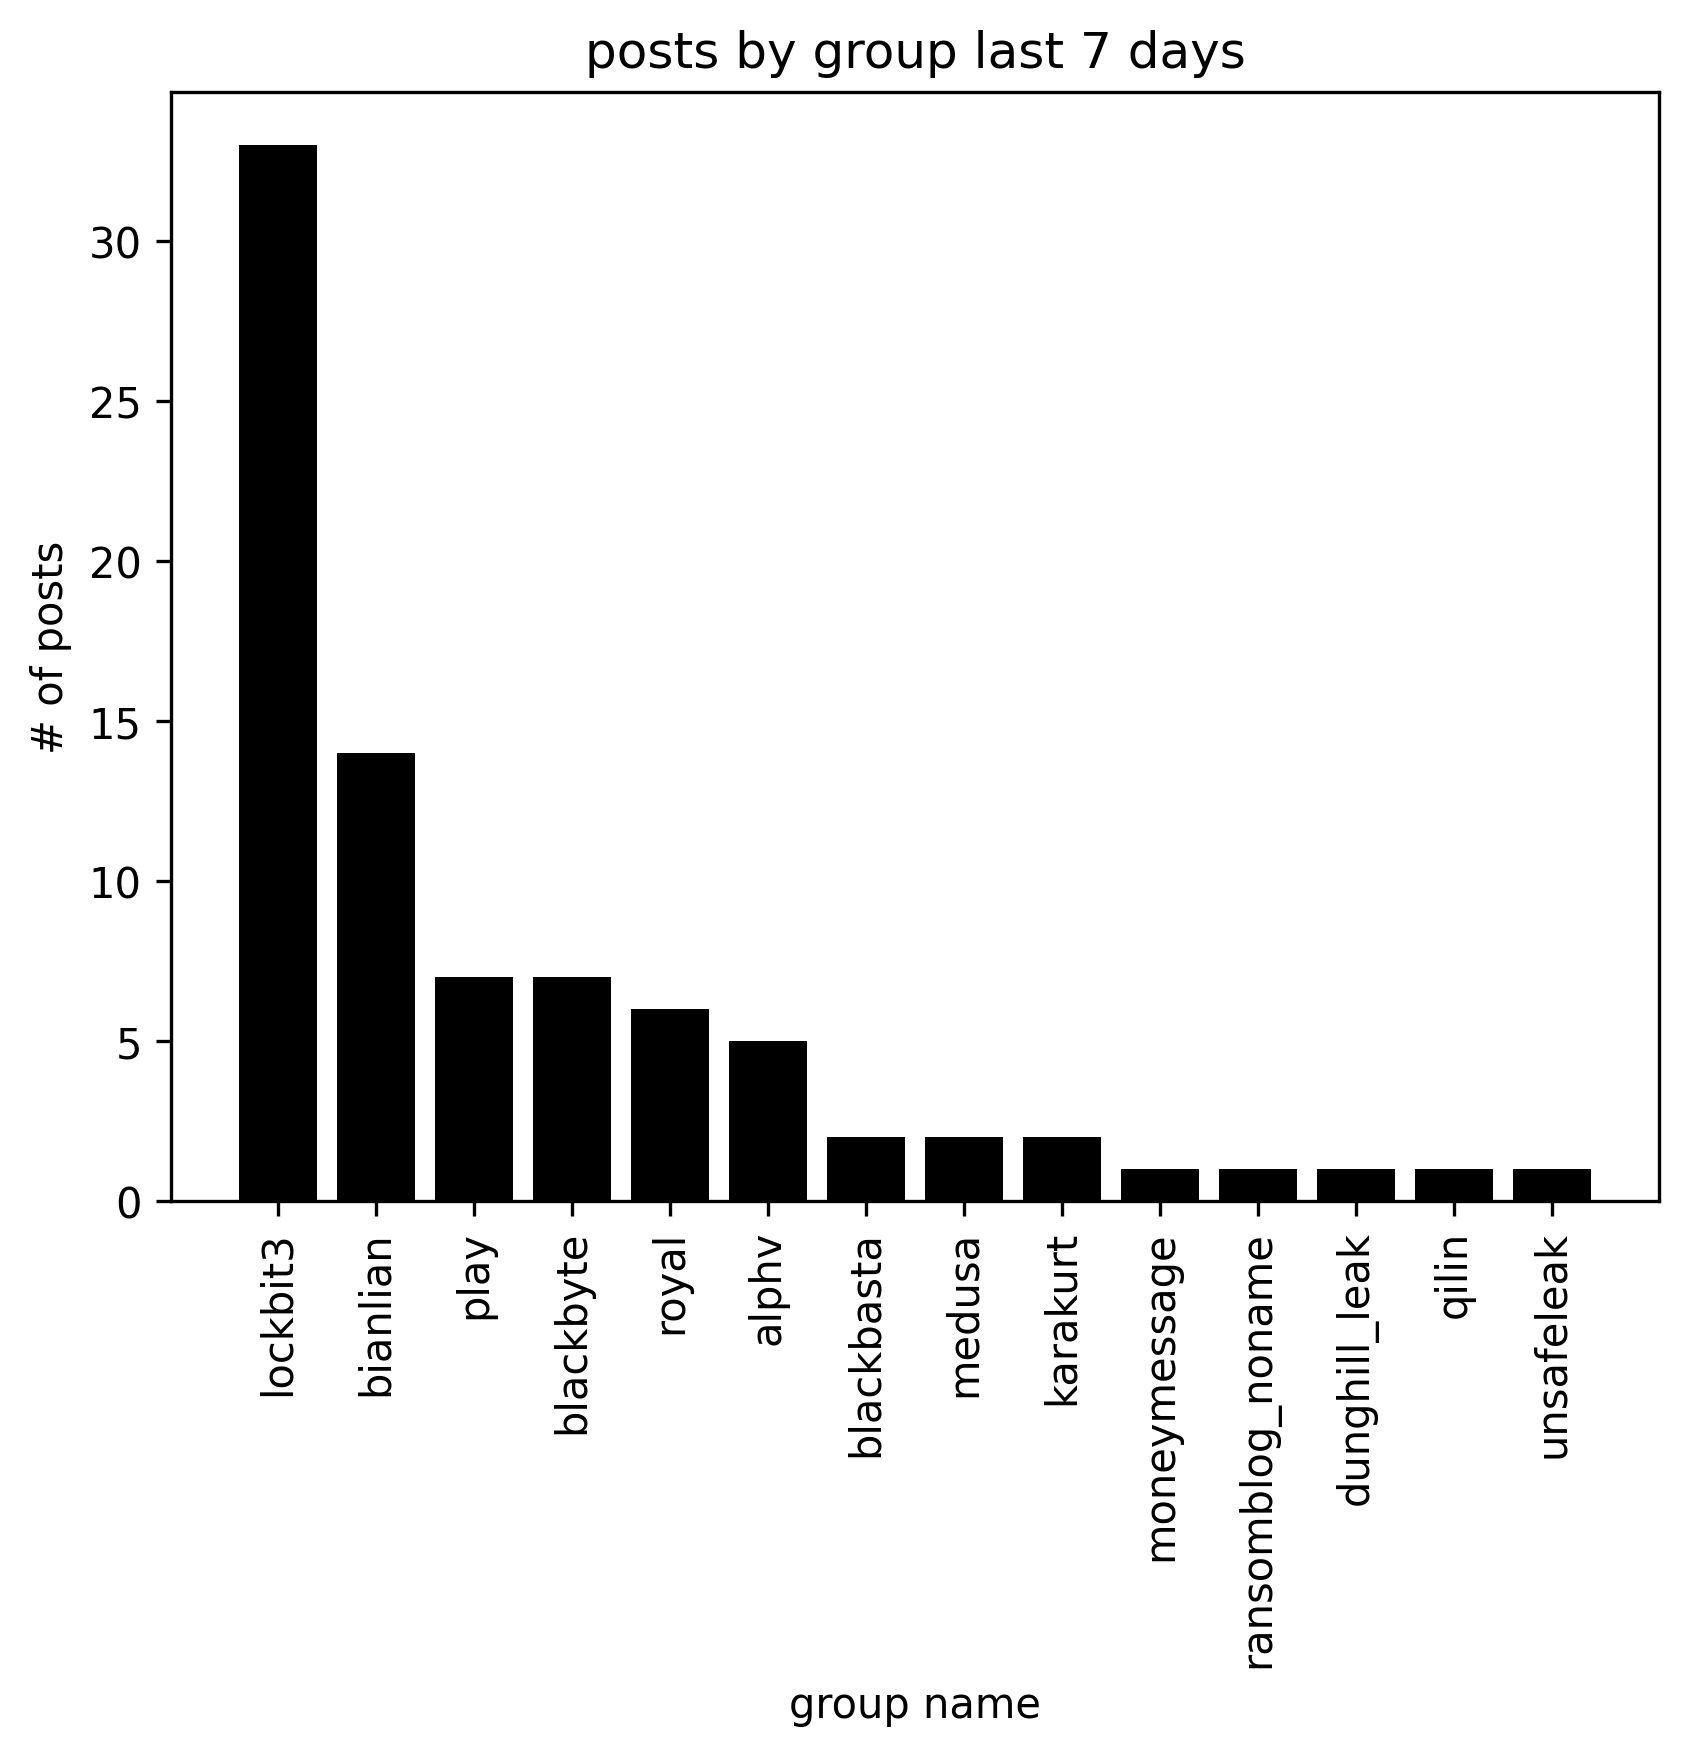 posts by group last 7 days
# of posts
30
25
20
15
10
5
0
lockbit3
bianlian
play
blackbyte
royal
alphv
blackbasta
medusa
karakurt
moneymessage
ransomblog_noname
dunghill_leak
qilin
unsafeleak
group name